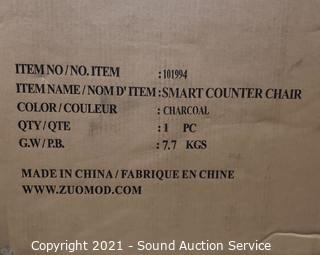 ITEM NO/NO. ITEM : 101994
ITEM NAME/NOM D'ITEM : SMART COUNTER CHAIR
COLOR/COULEUR : CHARCOAL
QTY/QTE : 1 PC
G.W/P.B. : 7.7 KGS
MADE IN CHINA/FABRIQUE EN CHINE
WWW.ZUOMOD.COM
Copyright 2021 - Sound Auction Service